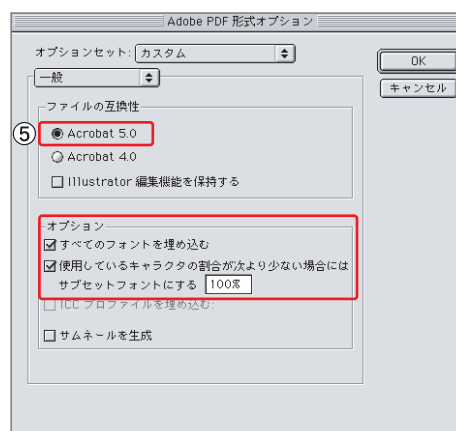 Adobe PDF 形式オプション
オプションセット: カスタム
OK
一般
キャンセル
ファイルの互換性
⑤ Acrobat 5.0
Acrobat 4.0
Illustrator 編集機能を保持する
オプション
すべてのフォントを埋め込む
使用しているキャラクタの割合が次より少ない場合には
サブセットフォントにする 100%
ICC プロファイルを埋め込む:
サムネールを生成